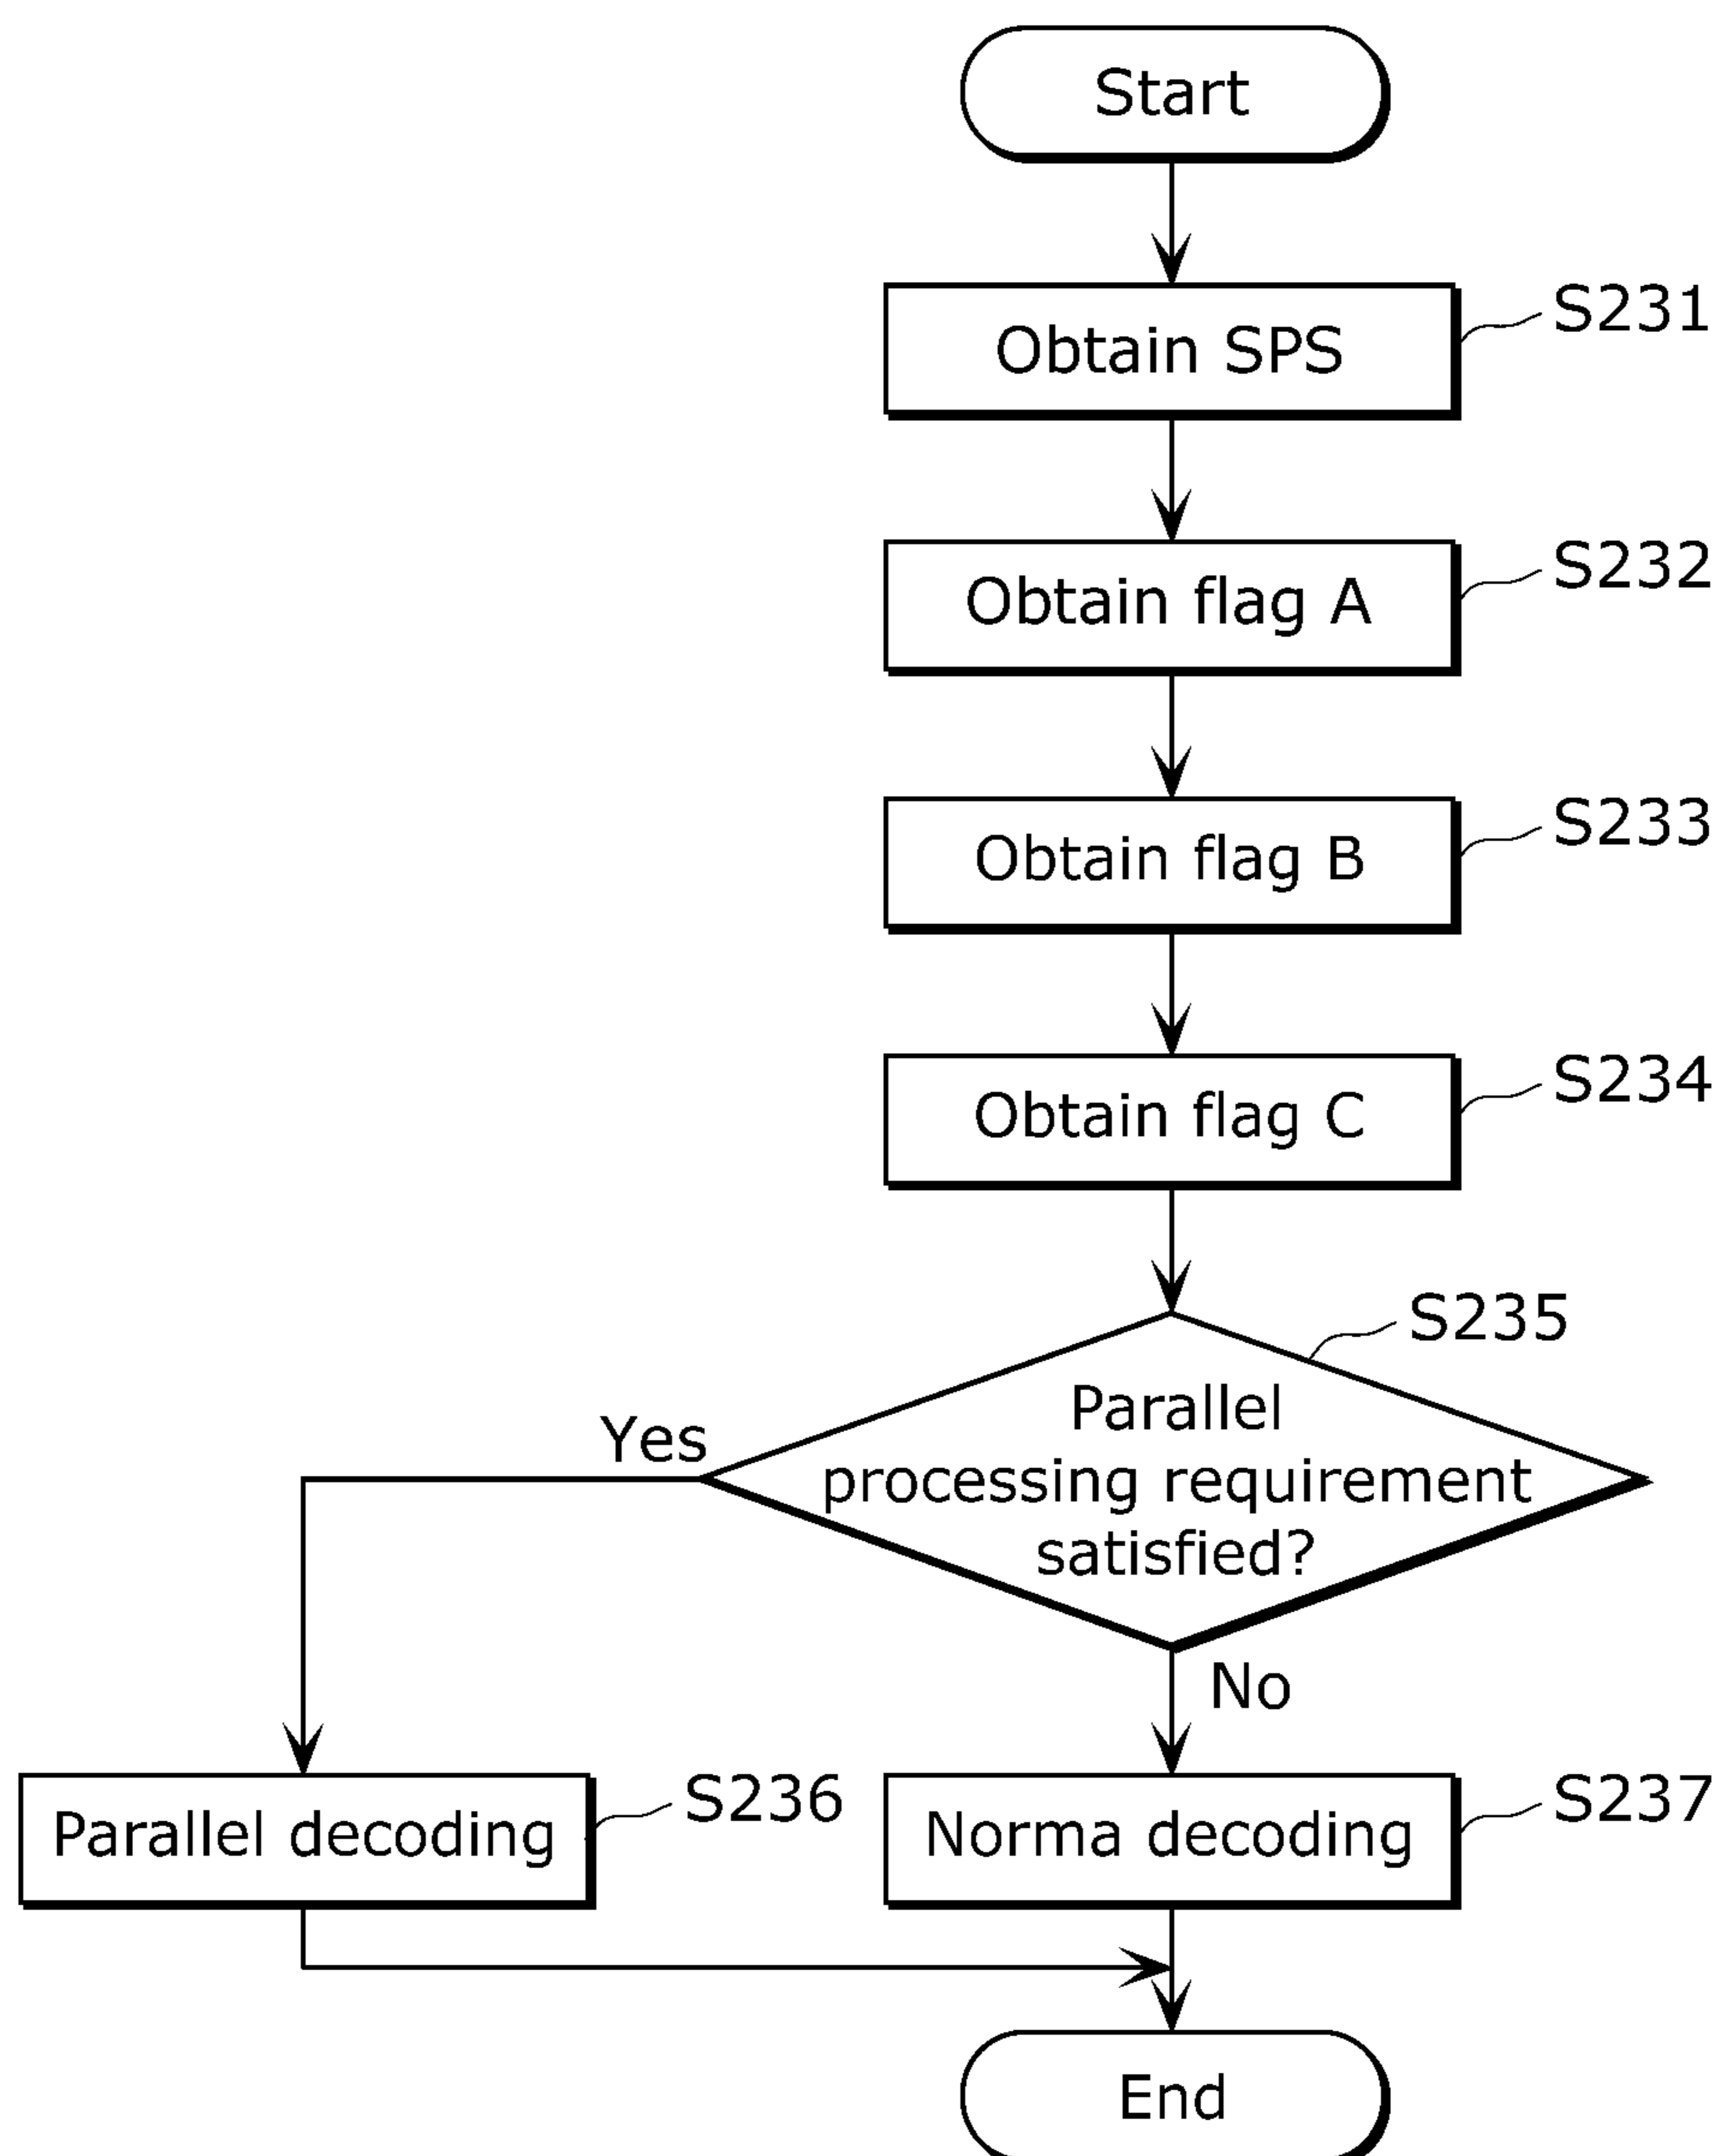 Start
Obtain SPS
S231
Obtain flag A
S232
Obtain flag B
S233
Obtain flag C
S234
S235
Parallel
processing requirement
satisfied?
Yes
No
Parallel decoding
S236
Norma decoding
S237
End